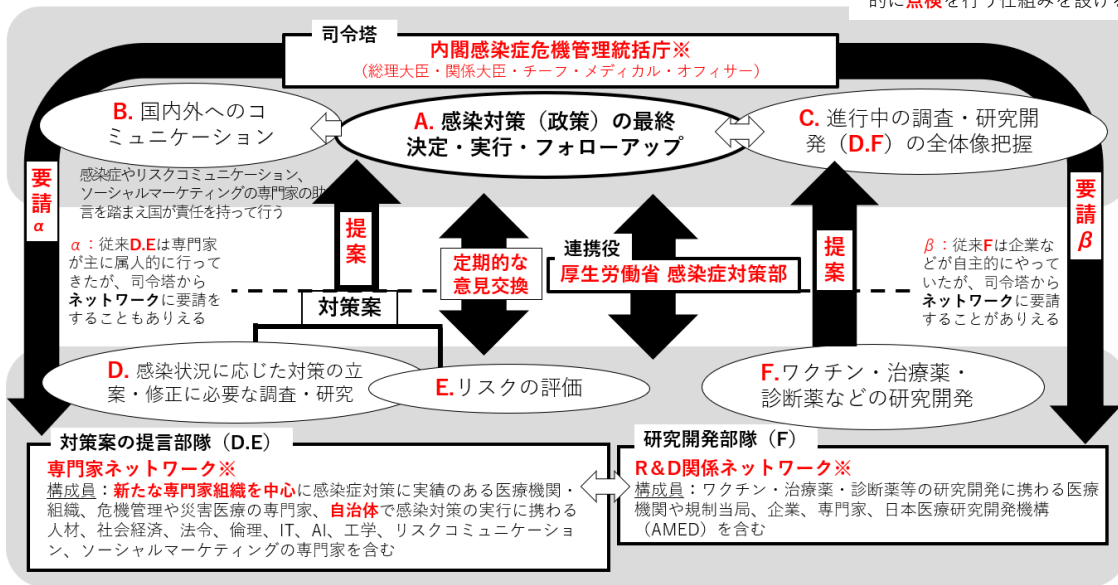 的に点検を行う仕組みを設ける
司令塔
内閣感染症危機管理統括庁※
（総理大臣・関係大臣・チーフ・メディカル・オフィサー）
B. 国内外へのコ
ミュニケーション
A. 感染対策（政策）の最終
決定・実行・フォローアップ
C. 進行中の調査・研究開
発（D.F）の全体像把握
要請α
感染症やリスクコミュニケーション、
ソーシャルマーケティングの専門家の助
言を踏まえ国が責任を持って行う
要請β
α：従来D.Eは専門家
が主に属人的に行って
きたが、司令塔から
ネットワークに要請を
することもありえる
提案
対策案
定期的な
意見交換
連携役
厚生労働省 感染症対策部
提案
β：従来Fは企業な
どが自主的にやって
いたが、司令塔から
ネットワークに要請
することがありえる
D. 感染状況に応じた対策の立
案・修正に必要な調査・研究
E.リスクの評価
F.ワクチン・治療薬・
診断薬などの研究開発
対策案の提言部隊（D.E）
専門家ネットワーク※
構成員：新たな専門家組織を中心に感染症対策に実績のある医療機関・
組織、危機管理や災害医療の専門家、自治体で感染対策の実行に携わる
人材、社会経済、法令、倫理、IT、AI、工学、リスクコミュニケーショ
ン、ソーシャルマーケティングの専門家を含む
研究開発部隊（F）
R&D関係ネットワーク※
構成員：ワクチン・治療薬・診断薬等の研究開発に携わる医療
機関や規制当局、企業、専門家、日本医療研究開発機構
（AMED）を含む